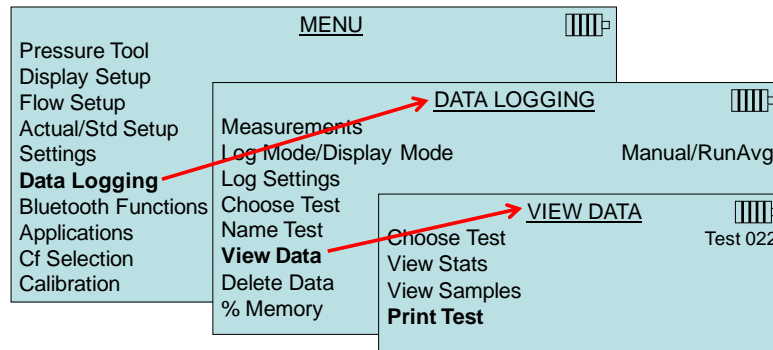 MENU
Pressure Tool
Display Setup
Flow Setup
Actual/Std Setup
Settings
Data Logging
Bluetooth Functions
Applications
Cf Selection
Calibration
DATA LOGGING
Measurements
Log Mode/Display Mode Manual/RunAvg
Log Settings
Choose Test
Name Test
View Data
Delete Data
% Memory
VIEW DATA
Choose Test Test 022
View Stats
View Samples
Print Test